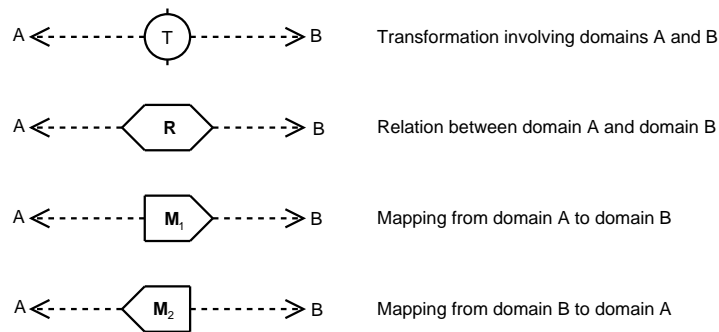 A T B Transformation involving domains A and B
A R B Relation between domain A and domain B
A M₁ B Mapping from domain A to domain B
A M₂ B Mapping from domain B to domain A